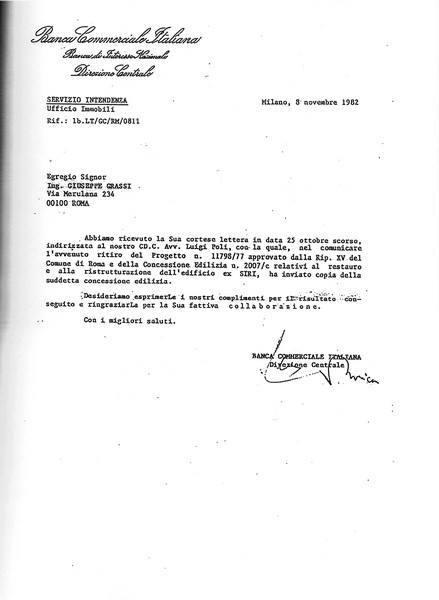 Banca Commerciale Italiana
Banca di Interesse Nazionale
Direzione Centrale
SERVIZIO INTENDENZA
Ufficio Immobili
Rif.: lb.LT/GC/RM/0811
Milano, 8 novembre 1982
Egregio Signor
Ing. GIUSEPPE GRASSI
Via Merulana 234
00100 ROMA
Abbiamo ricevuto la Sua cortese lettera in data 25 ottobre scorso,
indirizzata al nostro CD.C. Avv. Luigi Poli, con la quale, nel comunicare
l'avvenuto ritiro del Progetto n. 11798/77 approvato dalla Rip. XV del
Comune di Roma e della Concessione Edilizia n. 2007/c relativi al restauro
e alla ristrutturazione dell'edificio ex SIRI, ha inviato copia della
suddetta concessione edilizia.
Desideriamo esprimerLe i nostri complimenti per il risultato con-
seguito e ringraziarLa per la Sua fattiva collaborazione.
Con i migliori saluti.
BANCA COMMERCIALE ITALIANA
Direzione Centrale